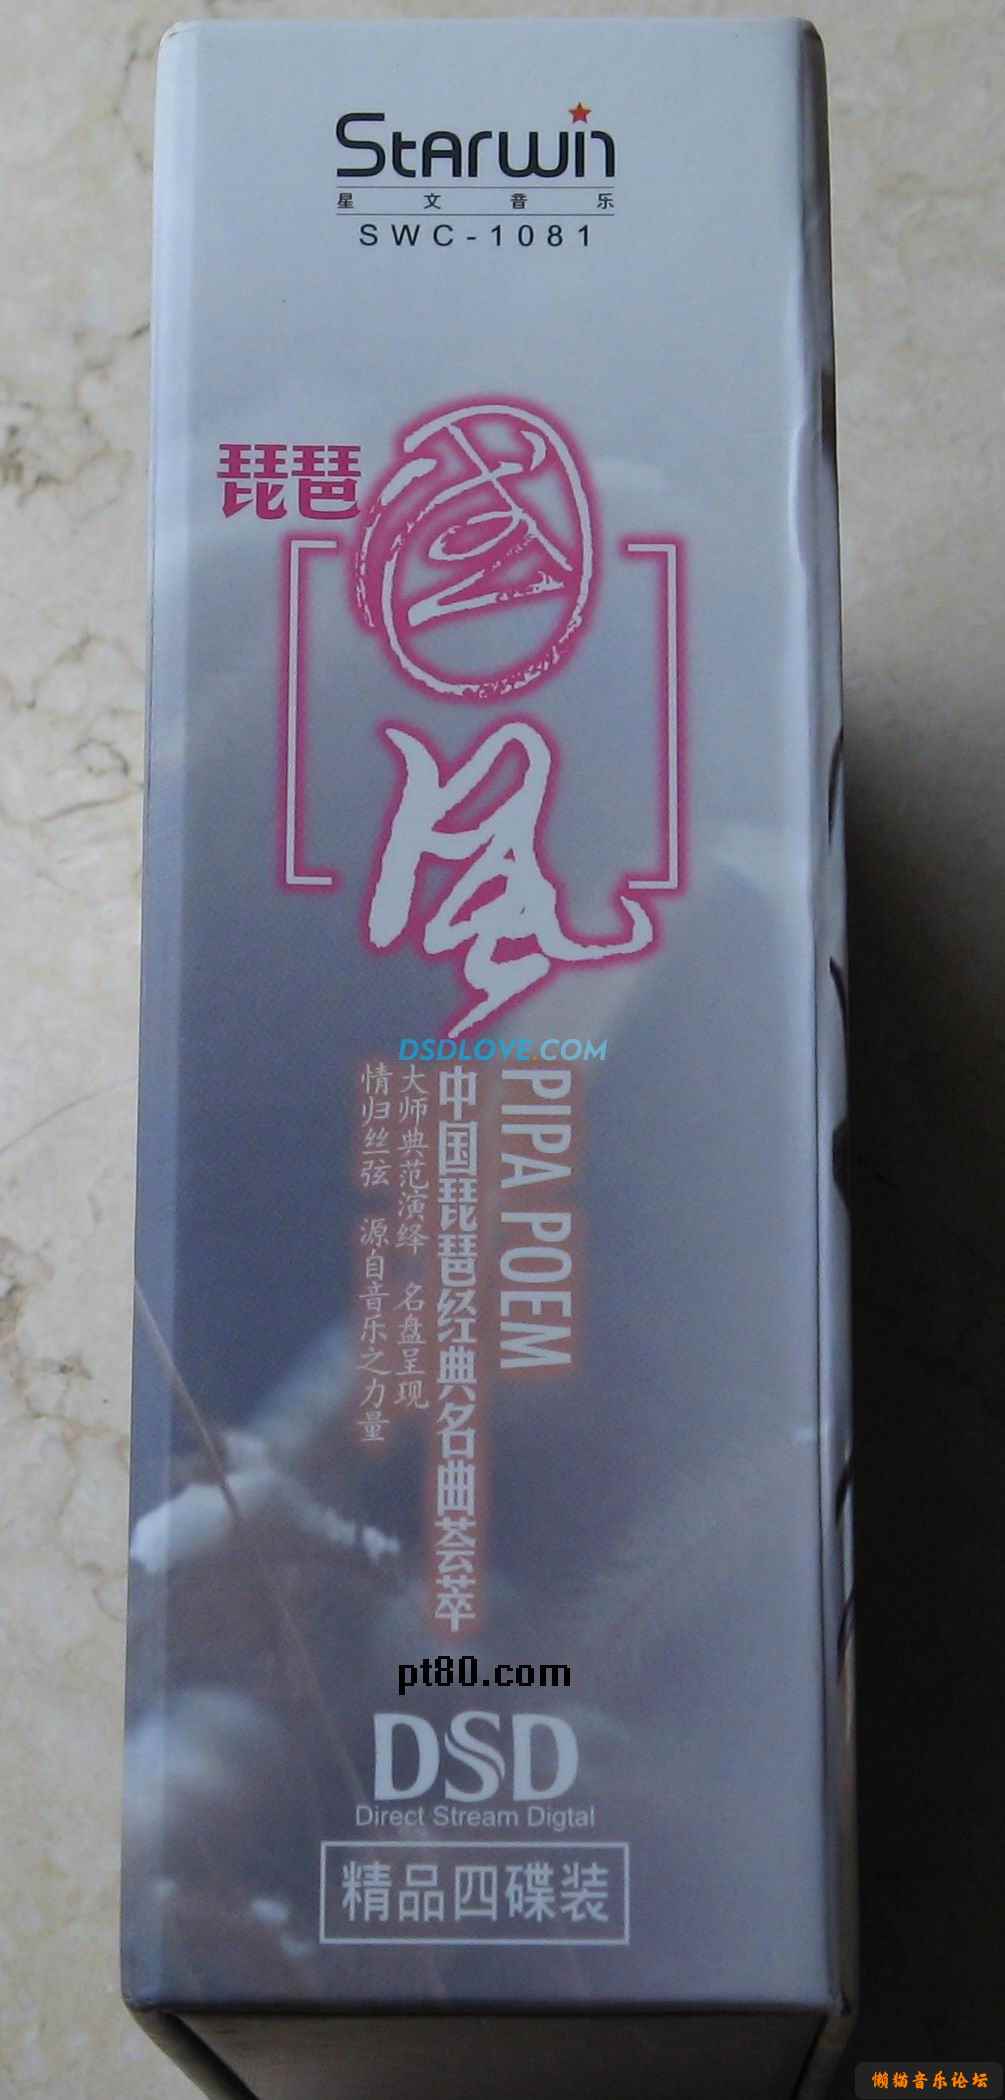 Starwin
星文音乐
SWC-1081
琵琶
國风
DSDLOVE.COM
PIPA POEM
中国琵琶经典名曲荟萃
大师典范演绎 名盘呈现
情归丝弦 源自音乐之力量
pt80.com
DSD
Direct Stream Digtal
精品四碟装
懒猫音乐论坛